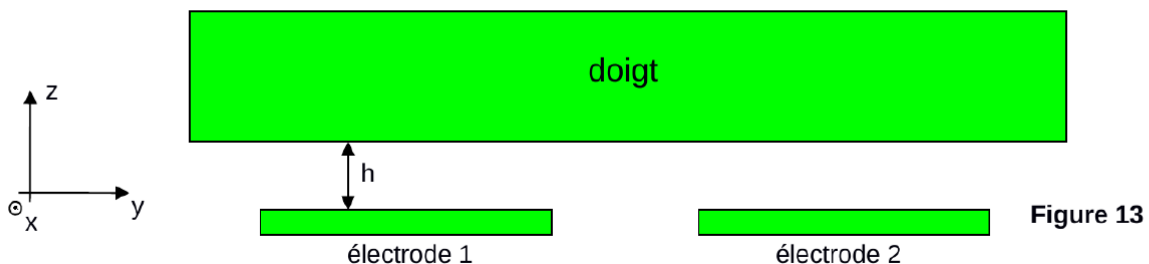 doigt
z
h
y
x
Figure 13
électrode 1
électrode 2